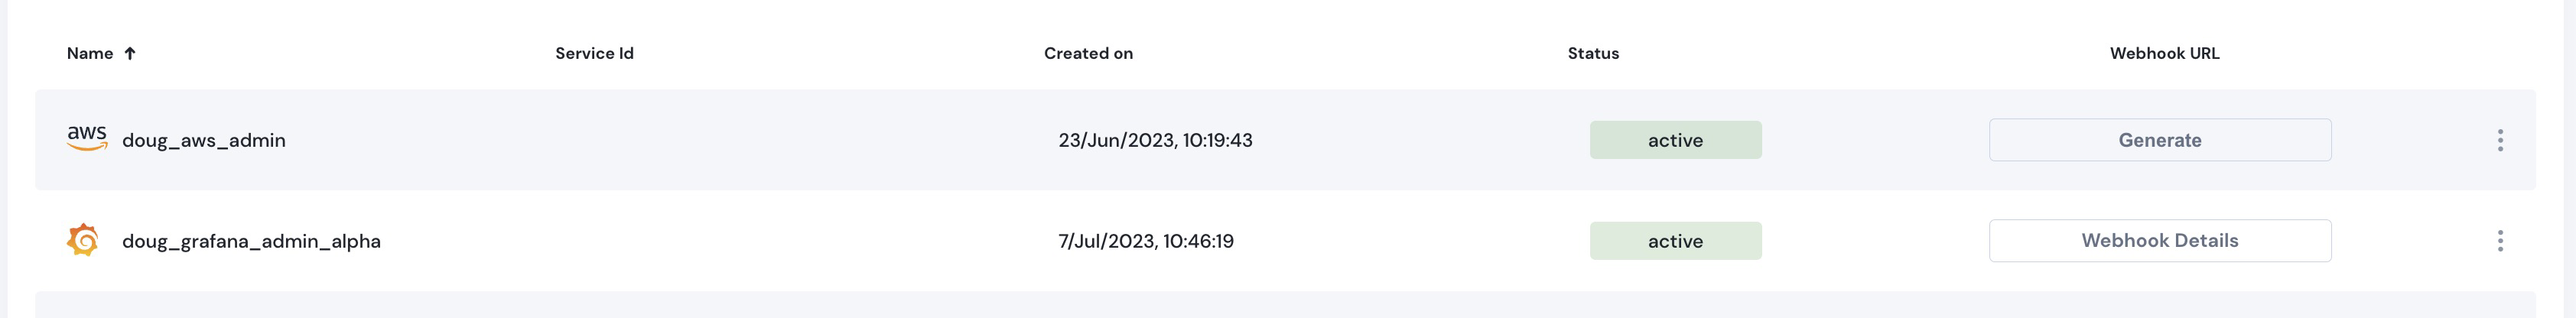 Name ↑ Service Id Created on Status Webhook URL
aws doug_aws_admin 23/Jun/2023, 10:19:43 active Generate
doug_grafana_admin_alpha 7/Jul/2023, 10:46:19 active Webhook Details